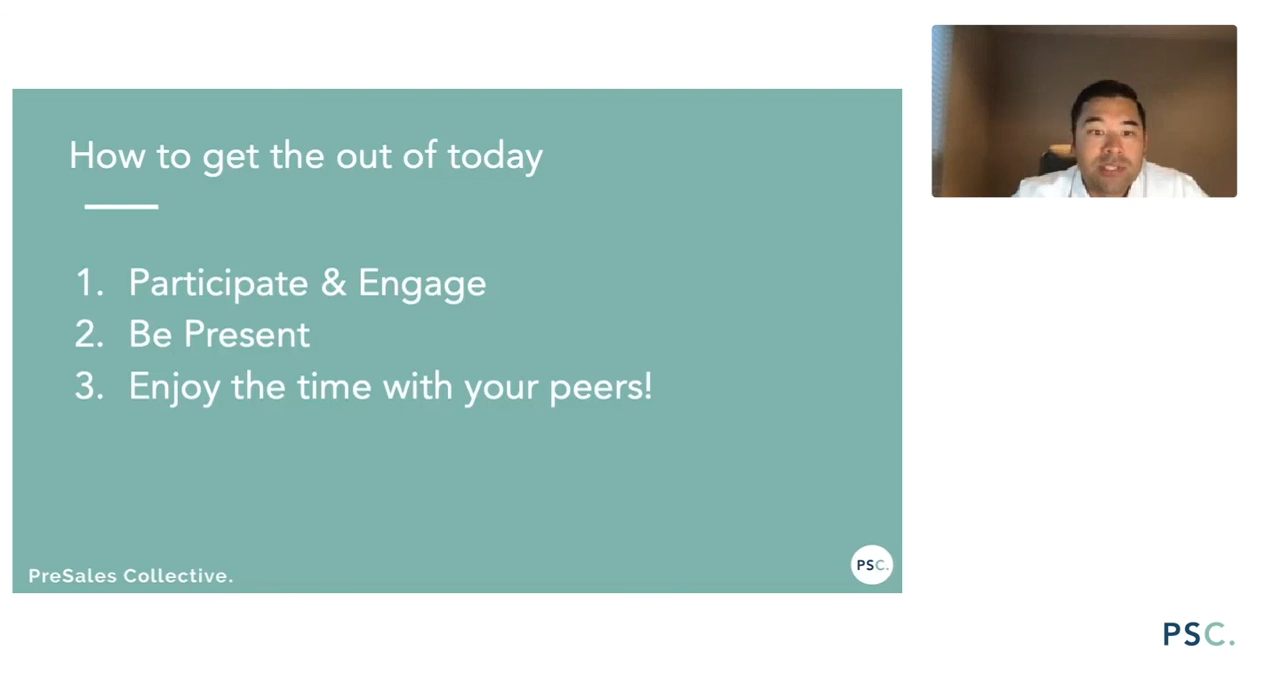 How to get the out of today
1. Participate & Engage
2. Be Present
3. Enjoy the time with your peers!
PreSales Collective.
PSC.
PSC.